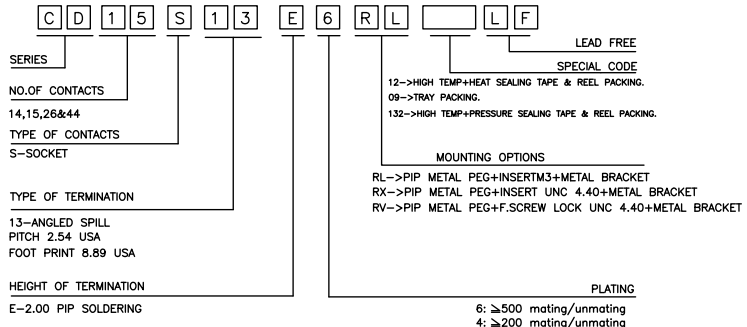 CD 15 S 13 E 6 RL LF
LEAD FREE
SERIES
SPECIAL CODE
12->HIGH TEMP+HEAT SEALING TAPE & REEL PACKING.
09->TRAY PACKING.
132->HIGH TEMP+PRESSURE SEALING TAPE & REEL PACKING.
NO.OF CONTACTS
14,15,26&44
TYPE OF CONTACTS
S-SOCKET
MOUNTING OPTIONS
RL->PIP METAL PEG+INSERTM3+METAL BRACKET
RX->PIP METAL PEG+INSERT UNC 4.40+METAL BRACKET
RV->PIP METAL PEG+F.SCREW LOCK UNC 4.40+METAL BRACKET
TYPE OF TERMINATION
13-ANGLED SPILL
PITCH 2.54 USA
FOOT PRINT 8.89 USA
HEIGHT OF TERMINATION
E-2.00 PIP SOLDERING
PLATING
6: ≧500 mating/unmating
4: ≧200 mating/unmating